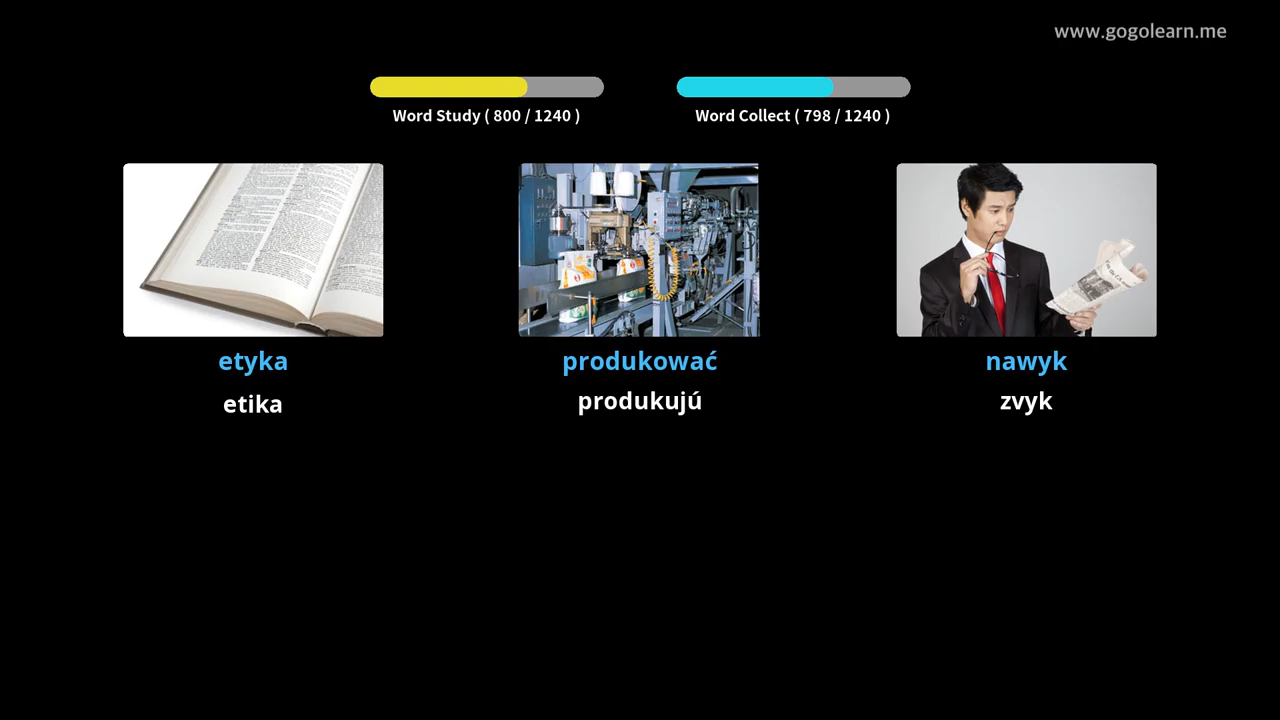 www.gogolearn.me
Word Study ( 800 / 1240 )
Word Collect ( 798 / 1240 )
etyka
produkować
nawyk
etika
produkujú
zvyk